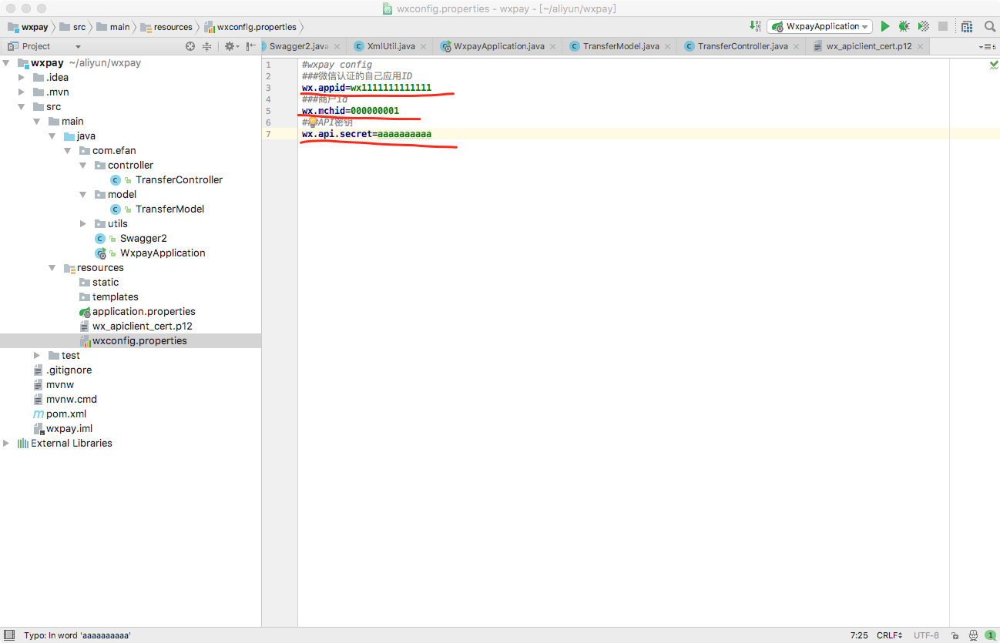 wxconfig.properties - wxpay - [~/aliyun/wxpay]
wxpay src main resources wxconfig.properties WxpayApplication
Project Swagger2.java XmlUtil.java WxpayApplication.java TransferModel.java TransferController.java wx_apiclient_cert.p12 5
wxpay ~/aliyun/wxpay
.idea
.mvn
src
main
java
com.efan
controller
TransferController
model
TransferModel
utils
Swagger2
WxpayApplication
resources
static
templates
application.properties
wx_apiclient_cert.p12
wxconfig.properties
test
.gitignore
mvnw
mvnw.cmd
pom.xml
wxpay.iml
External Libraries
1 #wxpay config
2 ###微信认证的自己应用ID
3 wx.appid=wx1111111111111
4 ###商户id
5 wx.mchid=000000001
6 ###API密钥
7 wx.api.secret=aaaaaaaaaa
Typo: In word 'aaaaaaaaaa' 7:25 CRLF UTF-8 1